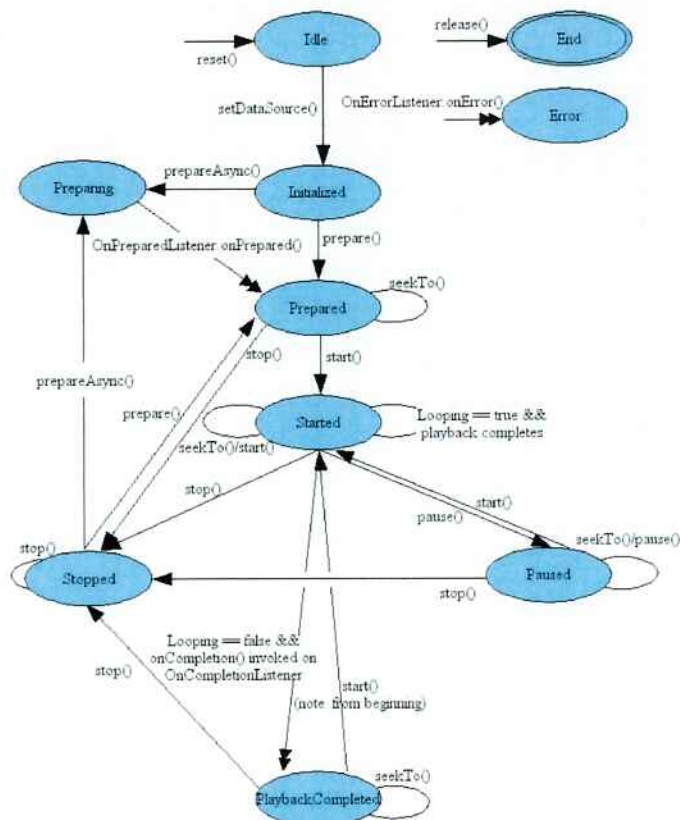 Idle
reset()
release()
End
setDataSource()
OnErrorListener.onError()
Error
prepareAsync()
Preparing
Initialized
OnPreparedListener.onPrepared()
prepare()
Prepared
seekTo()
stop()
start()
prepareAsync()
prepare()
Started
Looping == true &&
playback completes
seekTo()/start()
stop()
start()
pause()
stop()
Stopped
seekTo()/pause()
Paused
stop()
Looping == false &&
onCompletion() invoked on
OnCompletionListener
stop()
start()
(note: from beginning)
PlaybackCompleted
seekTo()